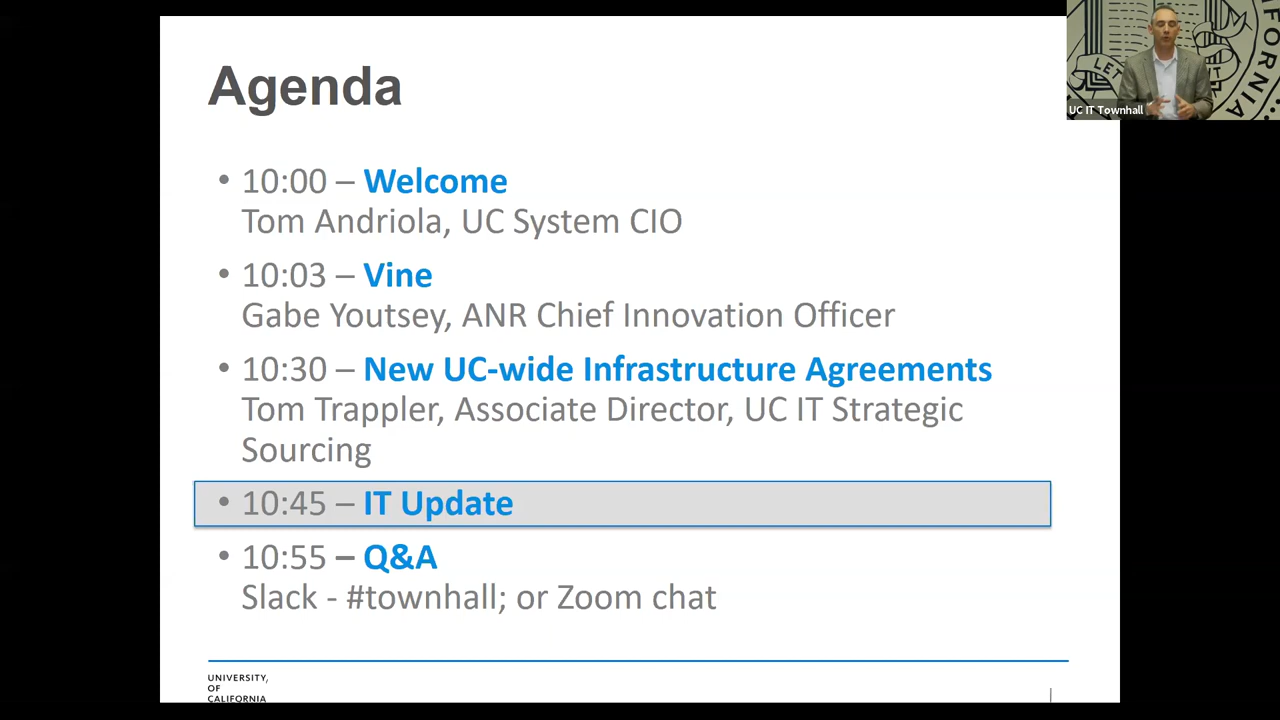 Agenda
• 10:00 – Welcome
Tom Andriola, UC System CIO
• 10:03 – Vine
Gabe Youtsey, ANR Chief Innovation Officer
• 10:30 – New UC-wide Infrastructure Agreements
Tom Trappler, Associate Director, UC IT Strategic
Sourcing
• 10:45 – IT Update
• 10:55 – Q&A
Slack - #townhall; or Zoom chat
UNIVERSITY
OF
CALIFORNIA
UC IT Townhall
LET
IFORNIA